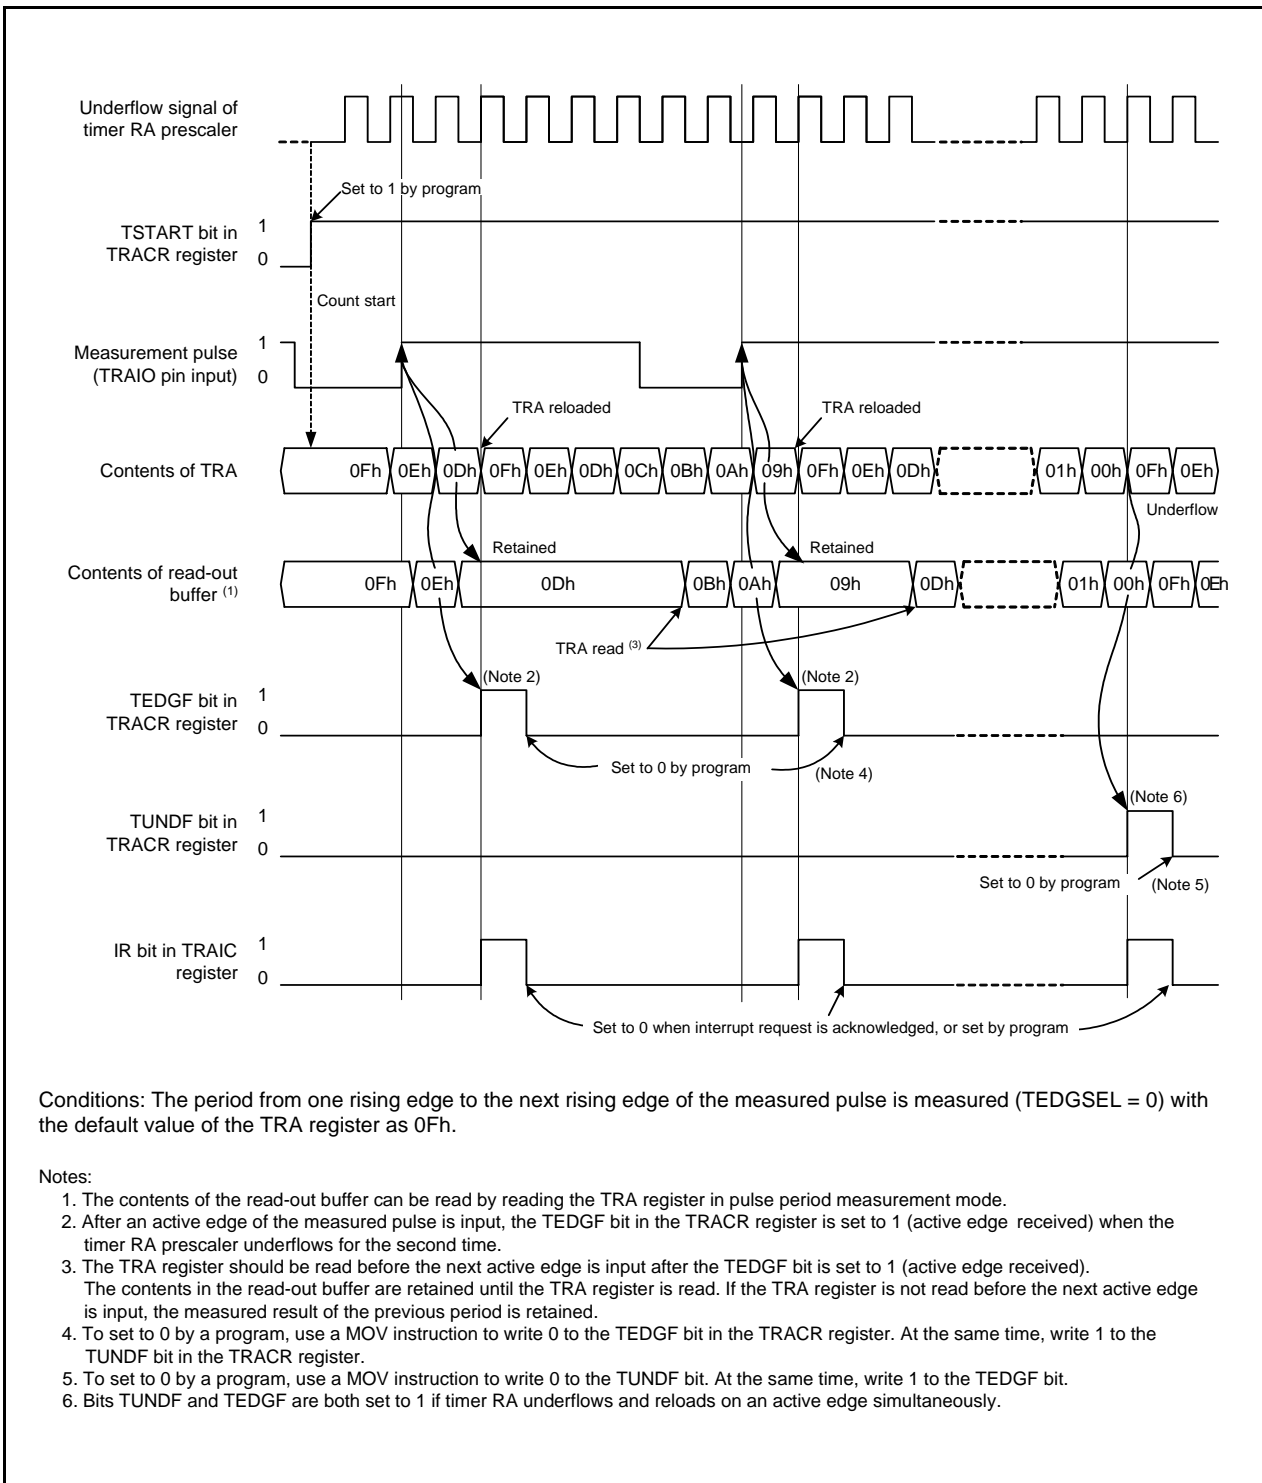 Underflow signal of
timer RA prescaler
Set to 1 by program
TSTART bit in
TRACR register
1
0
Count start
Measurement pulse
(TRAIO pin input)
1
0
TRA reloaded
TRA reloaded
Contents of TRA
0Fh 0Eh 0Dh 0Fh 0Eh 0Dh 0Ch 0Bh 0Ah 09h 0Fh 0Eh 0Dh 01h 00h 0Fh 0Eh
Underflow
Retained
Retained
Contents of read-out
buffer (1)
0Fh 0Eh 0Dh 0Bh 0Ah 09h 0Dh 01h 00h 0Fh 0Eh
TRA read (3)
TEDGF bit in
TRACR register
1
0
(Note 2)
(Note 2)
Set to 0 by program
(Note 4)
TUNDF bit in
TRACR register
1
0
(Note 6)
Set to 0 by program
(Note 5)
IR bit in TRAIC
register
1
0
Set to 0 when interrupt request is acknowledged, or set by program
Conditions: The period from one rising edge to the next rising edge of the measured pulse is measured (TEDGSEL = 0) with
the default value of the TRA register as 0Fh.
Notes:
1. The contents of the read-out buffer can be read by reading the TRA register in pulse period measurement mode.
2. After an active edge of the measured pulse is input, the TEDGF bit in the TRACR register is set to 1 (active edge received) when the
timer RA prescaler underflows for the second time.
3. The TRA register should be read before the next active edge is input after the TEDGF bit is set to 1 (active edge received).
The contents in the read-out buffer are retained until the TRA register is read. If the TRA register is not read before the next active edge
is input, the measured result of the previous period is retained.
4. To set to 0 by a program, use a MOV instruction to write 0 to the TEDGF bit in the TRACR register. At the same time, write 1 to the
TUNDF bit in the TRACR register.
5. To set to 0 by a program, use a MOV instruction to write 0 to the TUNDF bit. At the same time, write 1 to the TEDGF bit.
6. Bits TUNDF and TEDGF are both set to 1 if timer RA underflows and reloads on an active edge simultaneously.